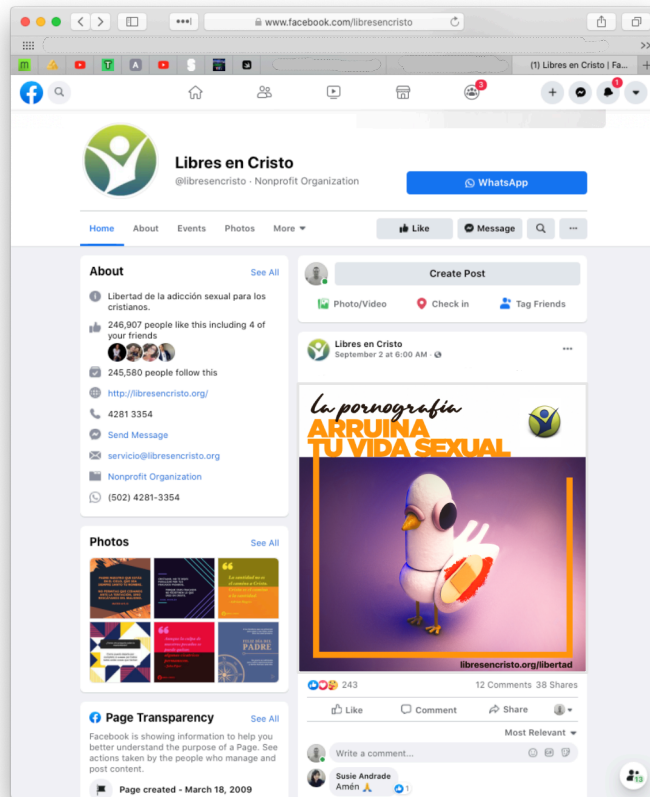 www.facebook.com/libresencristo
(1) Libres en Cristo | Fa...
3
1
Libres en Cristo
@libresencristo · Nonprofit Organization
WhatsApp
Home About Events Photos More
Like Message
About See All
Libertad de la adicción sexual para los
cristianos.
246,907 people like this including 4 of
your friends
245,580 people follow this
http://libresencristo.org/
4281 3354
Send Message
servicio@libresencristo.org
Nonprofit Organization
(502) 4281-3354
Photos See All
Page Transparency See All
Facebook is showing information to help you
better understand the purpose of a Page. See
actions taken by the people who manage and
post content.
Page created - March 18, 2009
Create Post
Photo/Video Check in Tag Friends
Libres en Cristo
September 2 at 6:00 AM ·
la pornografía
ARRUINA
TU VIDA SEXUAL
libresencristo.org/libertad
243 12 Comments 38 Shares
Like Comment Share
Most Relevant
Write a comment...
GIF
Susie Andrade
Amén
1
13